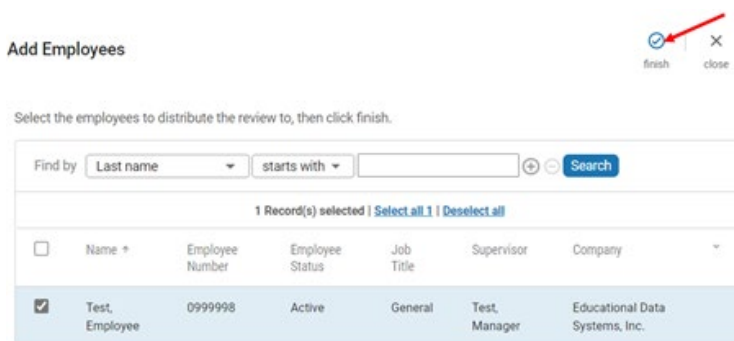 Add Employees
finish
close
Select the employees to distribute the review to, then click finish.
Find by Last name starts with Search
1 Record(s) selected | Select all 1 | Deselect all
Name ↑ Employee Number Employee Status Job Title Supervisor Company
Test, Employee 0999998 Active General Test, Manager Educational Data Systems, Inc.